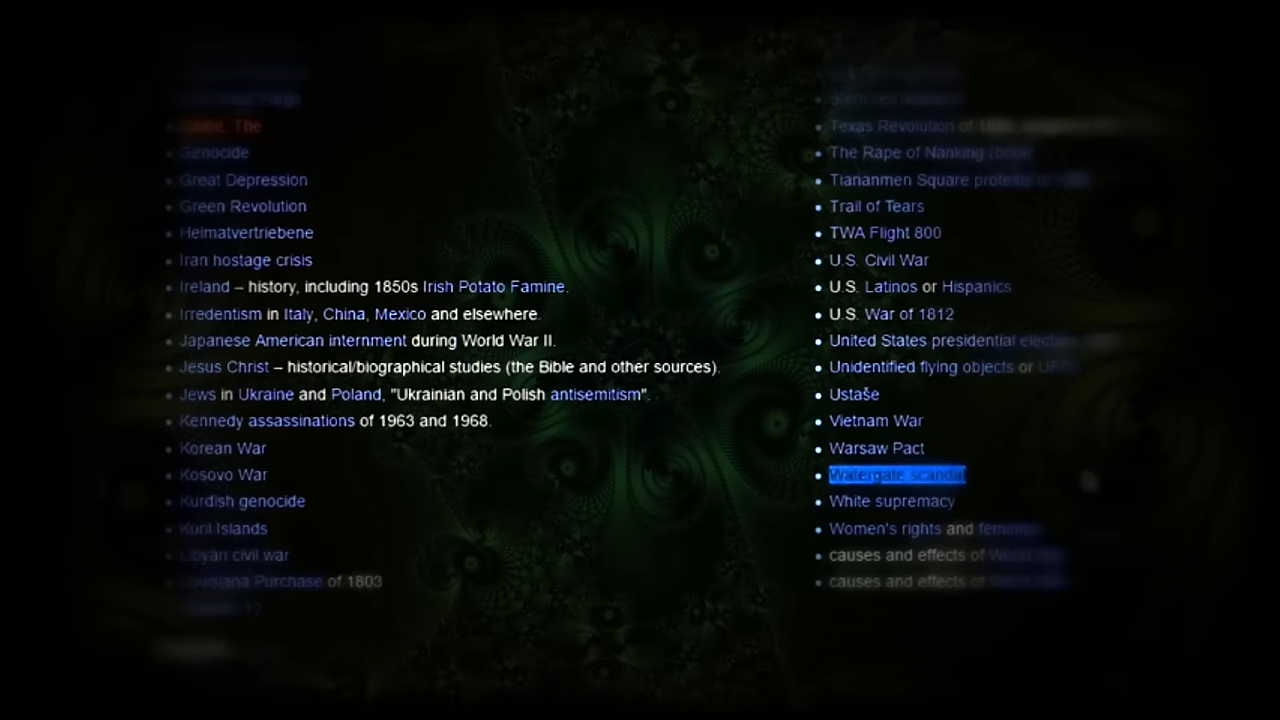 The
Genocide
Great Depression
Green Revolution
Heimatvertriebene
Iran hostage crisis
Ireland – history, including 1850s Irish Potato Famine.
Irredentism in Italy, China, Mexico and elsewhere.
Japanese American internment during World War II.
Jesus Christ – historical/biographical studies (the Bible and other sources).
Jews in Ukraine and Poland, "Ukrainian and Polish antisemitism".
Kennedy assassinations of 1963 and 1968.
Korean War
Kosovo War
Kurdish genocide
Kuril Islands
Libyan civil war
Louisiana Purchase of 1803
Texas Revolution of
The Rape of Nanking (book
Tiananmen Square protests of
Trail of Tears
TWA Flight 800
U.S. Civil War
U.S. Latinos or Hispanics
U.S. War of 1812
United States presidential
Unidentified flying objects or
Ustaše
Vietnam War
Warsaw Pact
Watergate scandal
White supremacy
Women's rights and
causes and effects of
causes and effects of